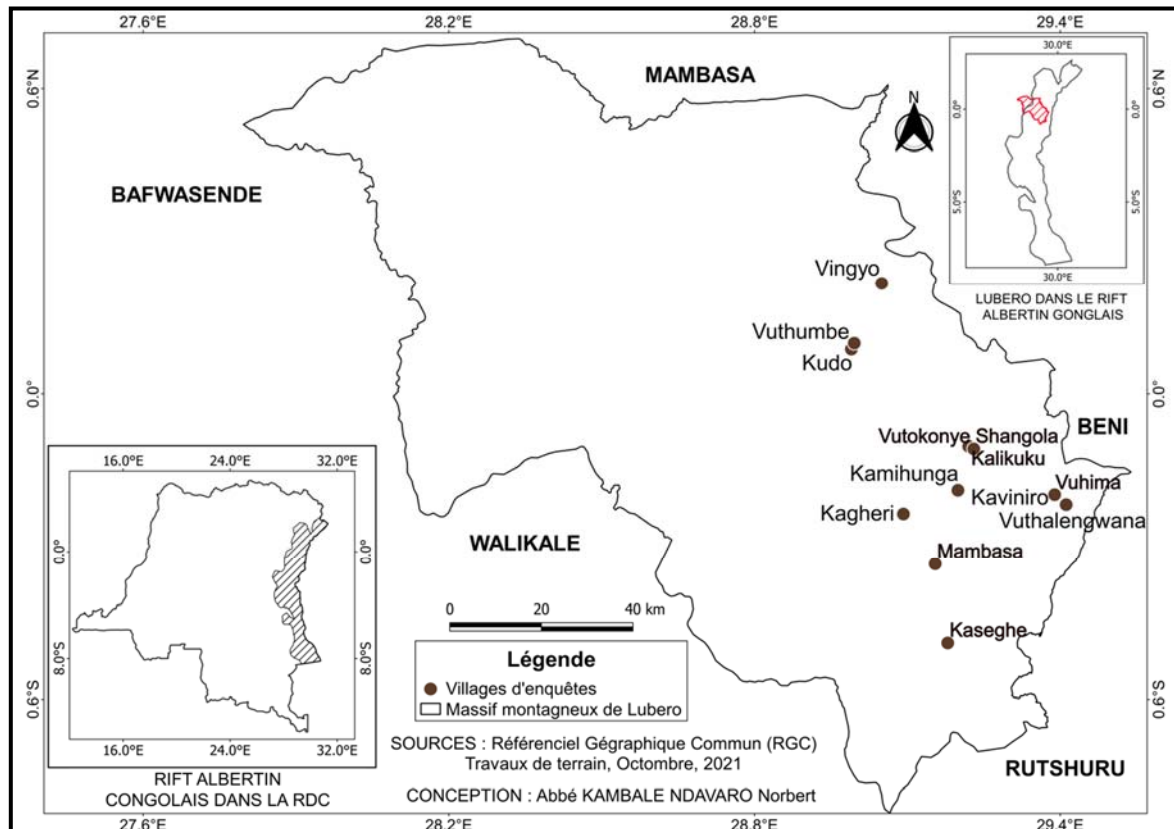 27.6°E 28.2°E 28.8°E 29.4°E
0.6°N
0.6°N
MAMBASA
BAFWASENDE
N
30.0°E
0.0°
0.0°
5.0°S
5.0°S
30.0°E
LUBERO DANS LE RIFT
ALBERTIN GONGLAIS
Vingyo
Vuthumbe
Kudo
0.0°
0.0°
BENI
Vutokonye Shangola
Kalikuku
Kamihunga
Kaviniro
Vuhima
Vuthalengwana
Kagheri
WALIKALE
Mambasa
Kaseghe
16.0°E 24.0°E 32.0°E
0.0°
0.0°
8.0°S
8.0°S
16.0°E 24.0°E 32.0°E
RIFT ALBERTIN
CONGOLAIS DANS LA RDC
0 20 40 km
Légende
Villages d'enquêtes
Massif montagneux de Lubero
0.6°S
0.6°S
SOURCES : Référenciel Gégraphique Commun (RGC)
Travaux de terrain, Octombre, 2021
RUTSHURU
CONCEPTION : Abbé KAMBALE NDAVARO Norbert
27.6°E 28.2°E 28.8°E 29.4°E